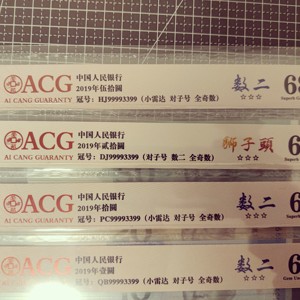 ACG
AI CANG GUARANTY
中国人民银行
2019年伍拾圆
冠号：HJ99993399（小雷达 对子号 全奇数）
数二
☆☆☆
68
ACG
AI CANG GUARANTY
中国人民银行
2019年贰拾圆
冠号：DJ99993399（对子号 数二 全奇数）
狮子頭
☆☆☆
6
ACG
AI CANG GUARANTY
中国人民银行
2019年拾圆
冠号：PC99993399（小雷达 对子号 全奇数）
数二
☆☆☆
6
ACG
AI CANG GUARANTY
中国人民银行
2019年壹圆
冠号：QB99993399（小雷达 对子号 全奇数）
数二
☆☆☆
6